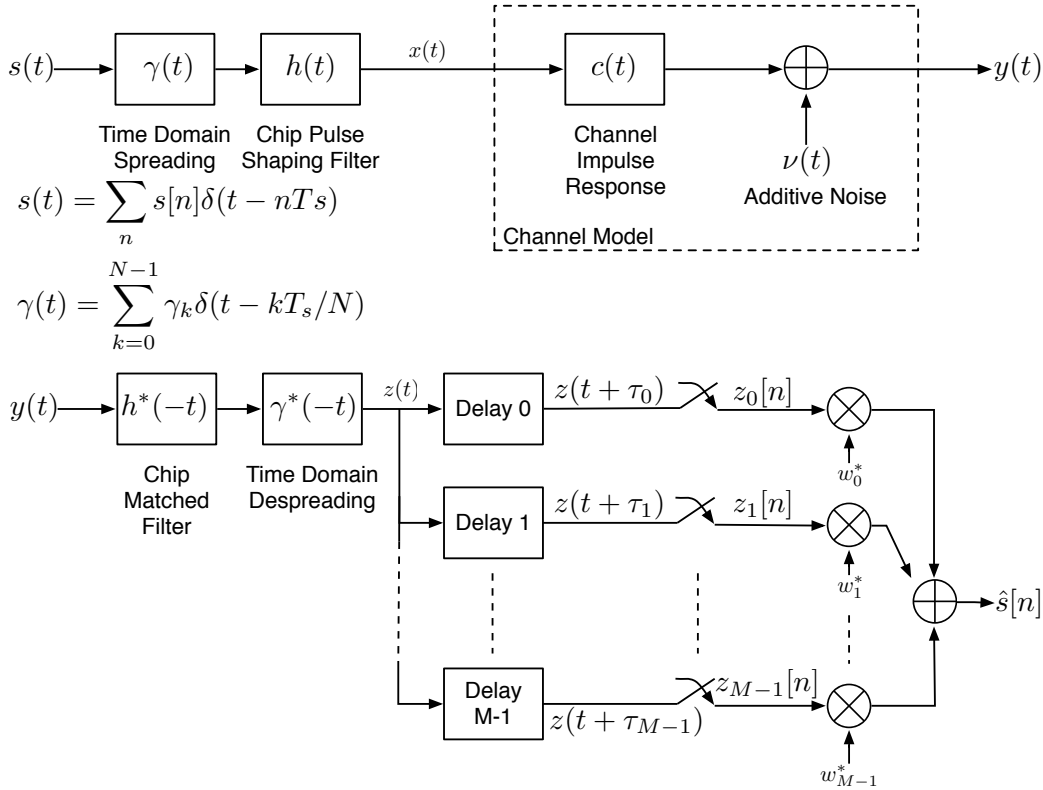 s(t) γ(t) h(t) x(t) c(t) y(t)
Time Domain
Spreading
Chip Pulse
Shaping Filter
Channel
Impulse
Response
ν(t)
Additive Noise
Channel Model
s(t) = ∑_n s[n]δ(t − nTs)
γ(t) = ∑_{k=0}^{N−1} γ_k δ(t − kT_s/N)
y(t) h*(−t) γ*(−t) z(t) Delay 0 z(t + τ_0) z_0[n]
w_0^*
Chip
Matched
Filter
Time Domain
Despreading
Delay 1 z(t + τ_1) z_1[n]
w_1^*
ŝ[n]
Delay
M-1
z(t + τ_{M−1}) z_{M−1}[n]
w_{M−1}^*